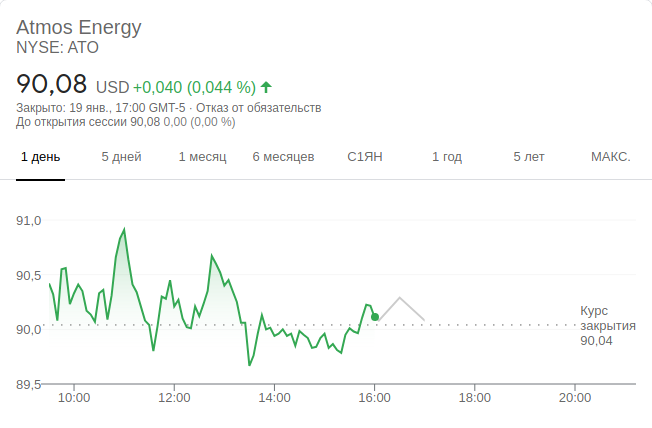 Atmos Energy
NYSE: ATO
90,08 USD +0,040 (0,044 %)
Закрыто: 19 янв., 17:00 GMT-5 · Отказ от обязательств
До открытия сессии 90,08 0,00 (0,00 %)
1 день 5 дней 1 месяц 6 месяцев С1ЯН 1 год 5 лет МАКС.
91,0
90,5
90,0
89,5
Курс
закрытия
90,04
10:00 12:00 14:00 16:00 18:00 20:00